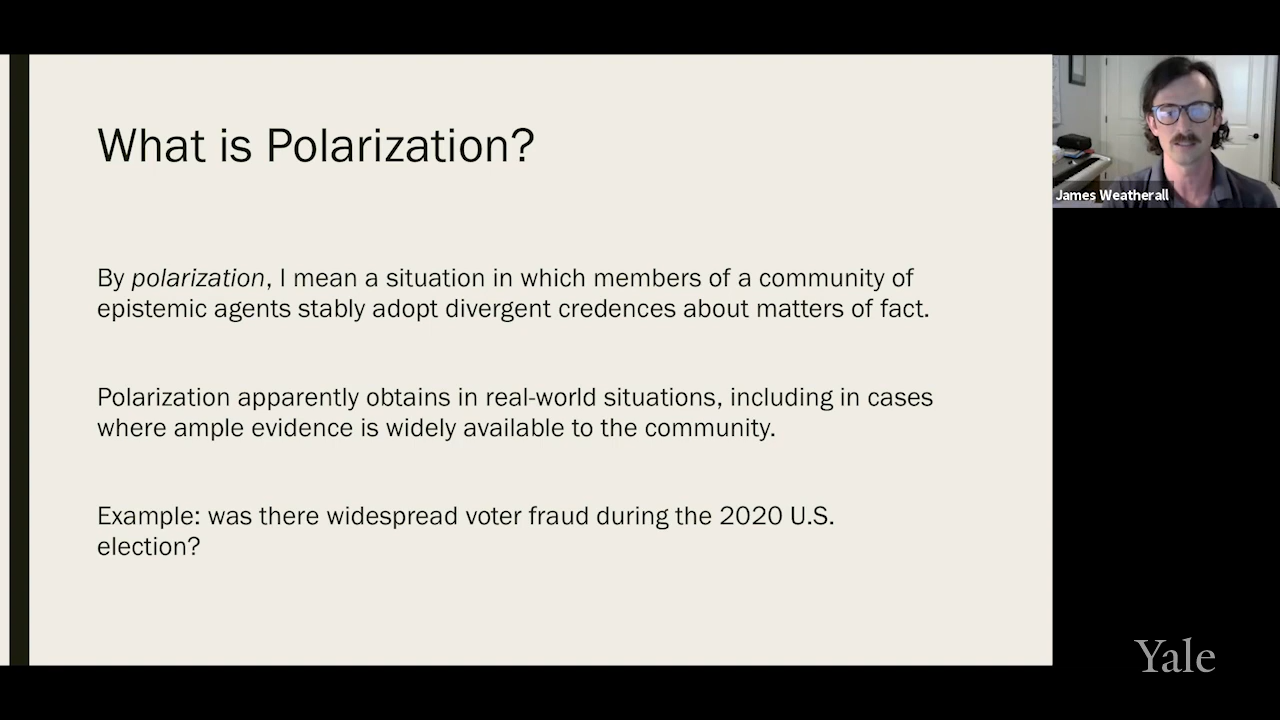 What is Polarization?
By polarization, I mean a situation in which members of a community of
epistemic agents stably adopt divergent credences about matters of fact.
Polarization apparently obtains in real-world situations, including in cases
where ample evidence is widely available to the community.
Example: was there widespread voter fraud during the 2020 U.S.
election?
James Weatherall
Yale